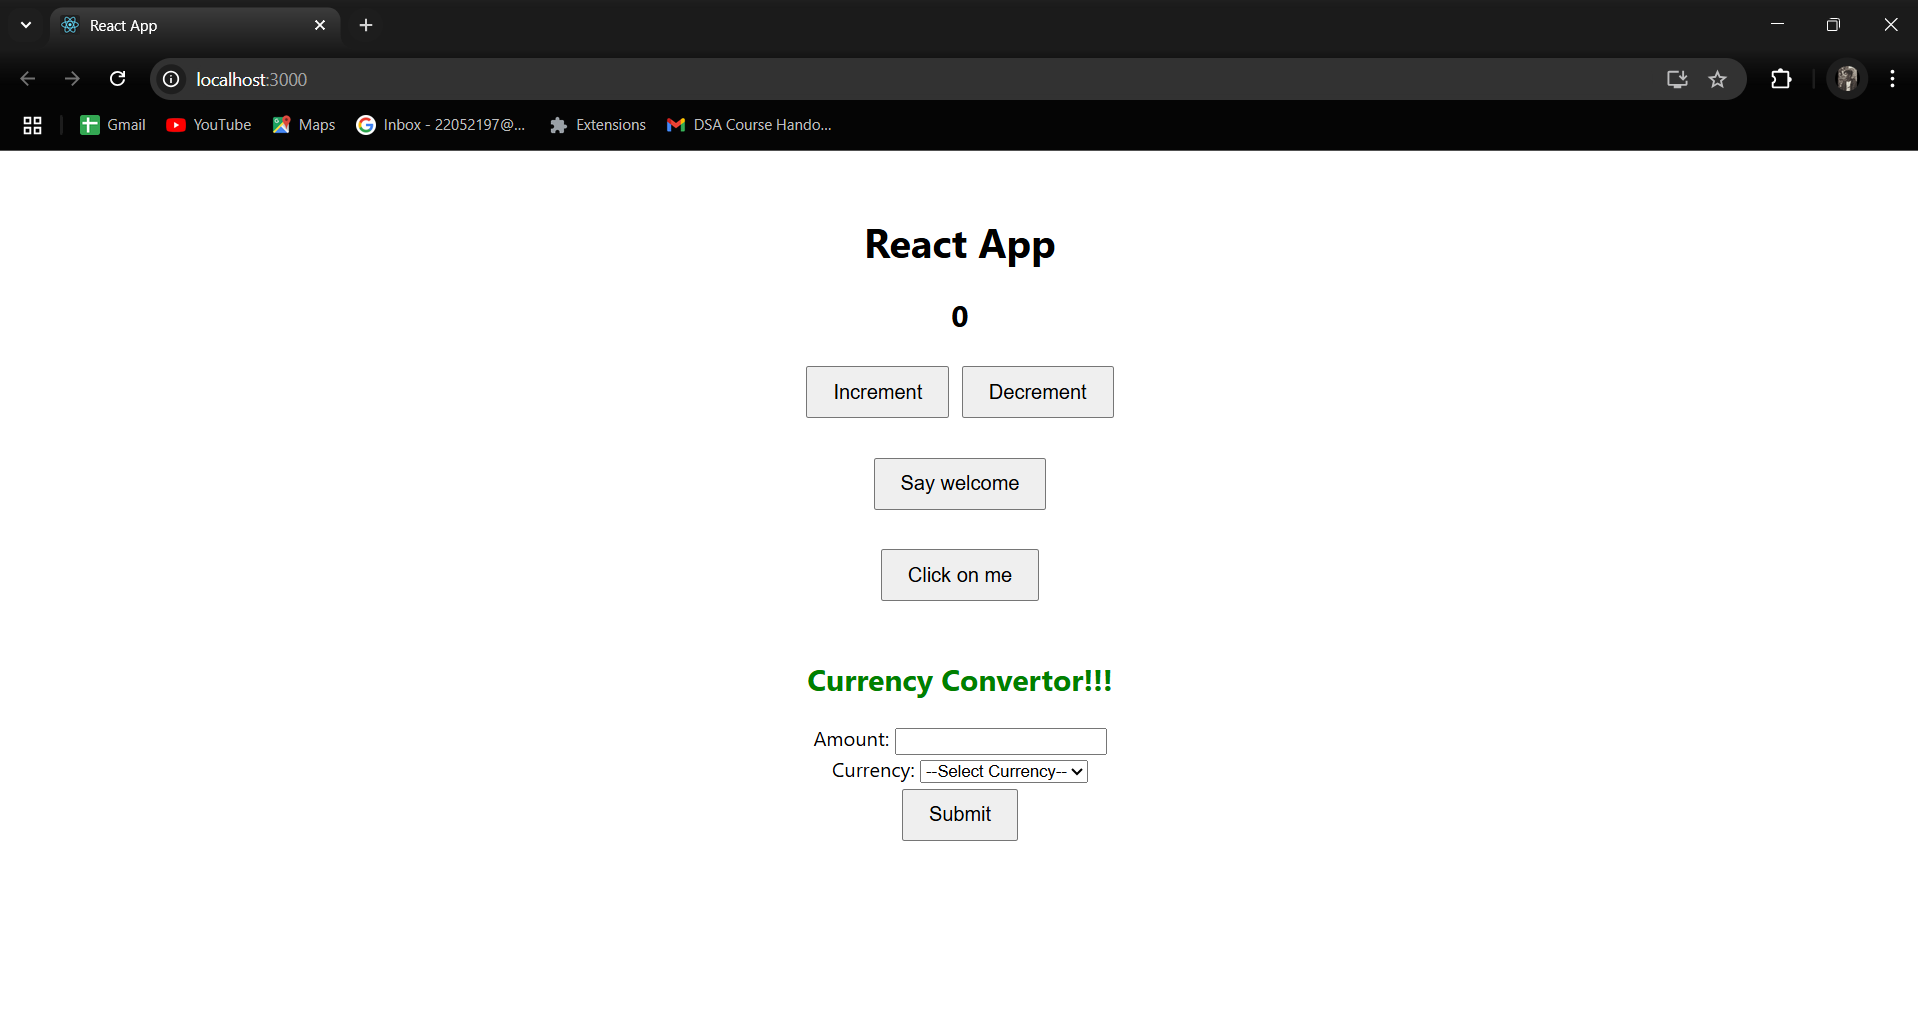 React App
localhost:3000
Gmail YouTube Maps Inbox - 22052197@... Extensions DSA Course Hando...
React App
0
Increment Decrement
Say welcome
Click on me
Currency Convertor!!!
Amount:
Currency: --Select Currency--
Submit